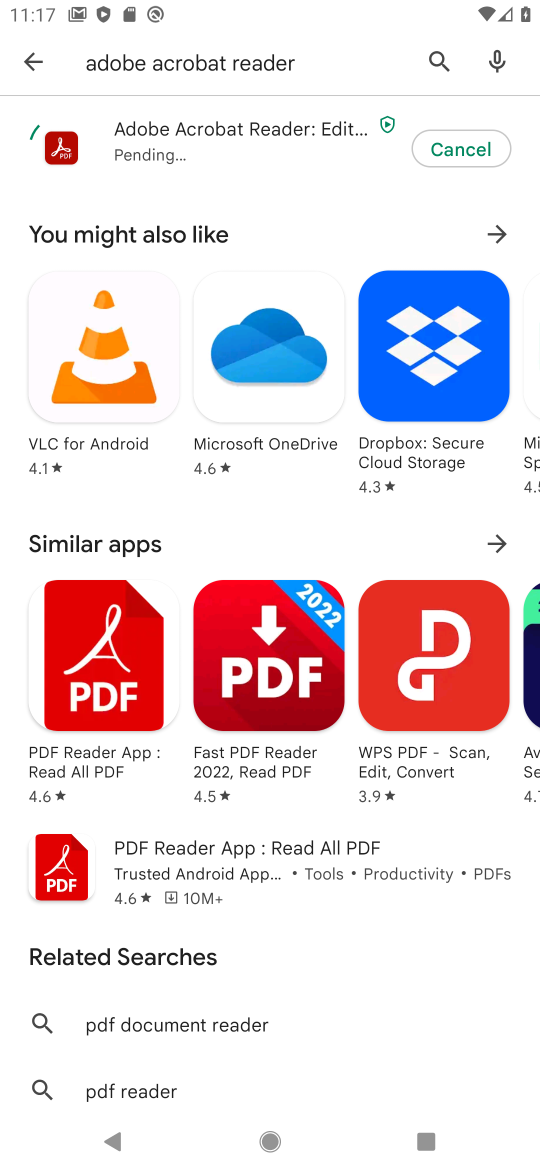 11:17
adobe acrobat reader
Adobe Acrobat Reader: Edit...
Pending...
Cancel
You might also like
VLC for Android
4.1★
Microsoft OneDrive
4.6★
Dropbox: Secure
Cloud Storage
4.3★
Mi
Sp
4.5
Similar apps
PDF
PDF Reader App :
Read All PDF
4.6★
2022
PDF
Fast PDF Reader
2022, Read PDF
4.5★
WPS PDF - Scan,
Edit, Convert
3.9★
Av
Se
4.7
PDF
PDF Reader App : Read All PDF
Trusted Android App... • Tools • Productivity • PDFs
4.6★ 10M+
Related Searches
pdf document reader
pdf reader